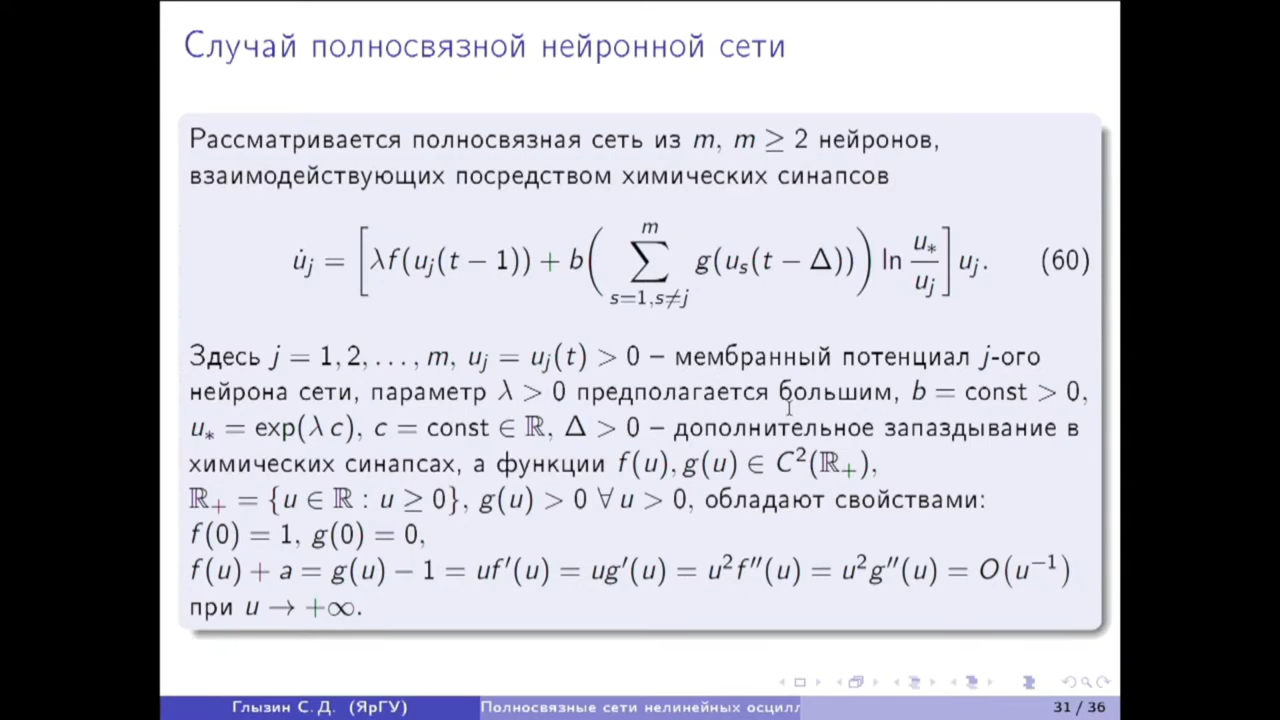 Случай полносвязной нейронной сети
Рассматривается полносвязная сеть из m, m ≥ 2 нейронов,
взаимодействующих посредством химических синапсов
u̇_j = [λf(u_j(t − 1)) + b(∑_{s=1,s≠j}^{m} g(u_s(t − Δ))) ln u_*/u_j] u_j. (60)
Здесь j = 1, 2, . . . , m, u_j = u_j(t) > 0 – мембранный потенциал j-ого
нейрона сети, параметр λ > 0 предполагается большим, b = const > 0,
u_* = exp(λ c), c = const ∈ ℝ, Δ > 0 – дополнительное запаздывание в
химических синапсах, а функции f(u), g(u) ∈ C²(ℝ₊),
ℝ₊ = {u ∈ ℝ : u ≥ 0}, g(u) > 0 ∀ u > 0, обладают свойствами:
f(0) = 1, g(0) = 0,
f(u) + a = g(u) − 1 = uf′(u) = ug′(u) = u²f″(u) = u²g″(u) = O(u⁻¹)
при u → +∞.
Глызин С. Д. (ЯрГУ) Полносвязные сети нелинейных осцилл 31 / 36